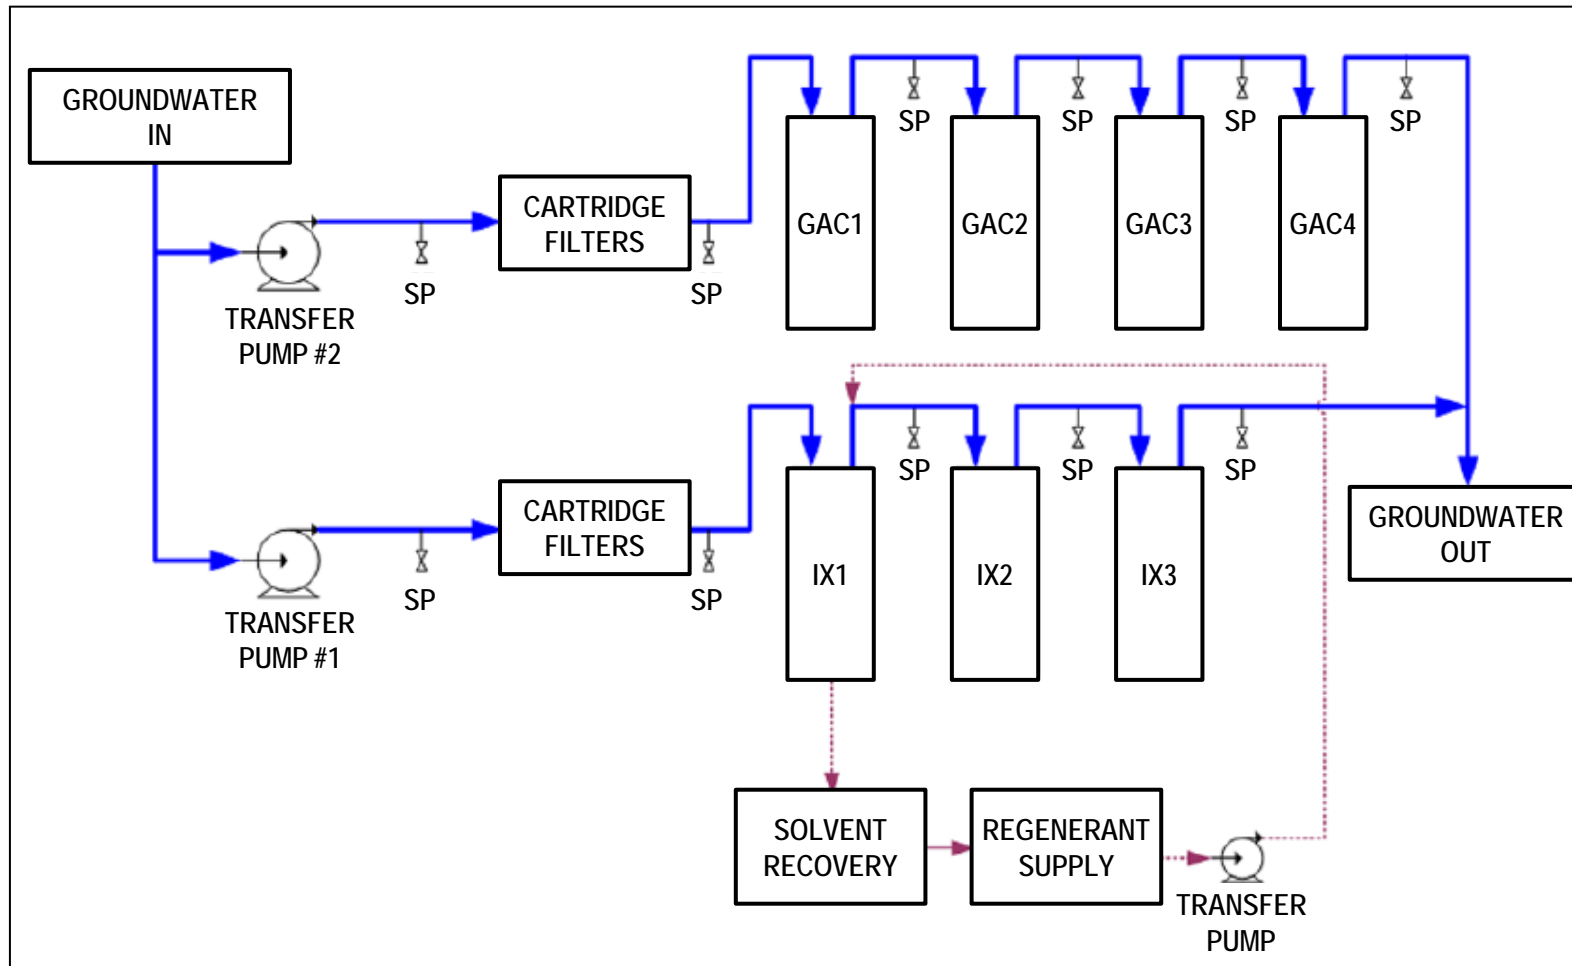 GROUNDWATER
IN
SP
SP
SP
SP
CARTRIDGE
FILTERS
GAC1
GAC2
GAC3
GAC4
SP
SP
TRANSFER
PUMP #2
SP
SP
SP
CARTRIDGE
FILTERS
GROUNDWATER
OUT
IX1
IX2
IX3
SP
SP
TRANSFER
PUMP #1
SOLVENT
RECOVERY
REGENERANT
SUPPLY
TRANSFER
PUMP